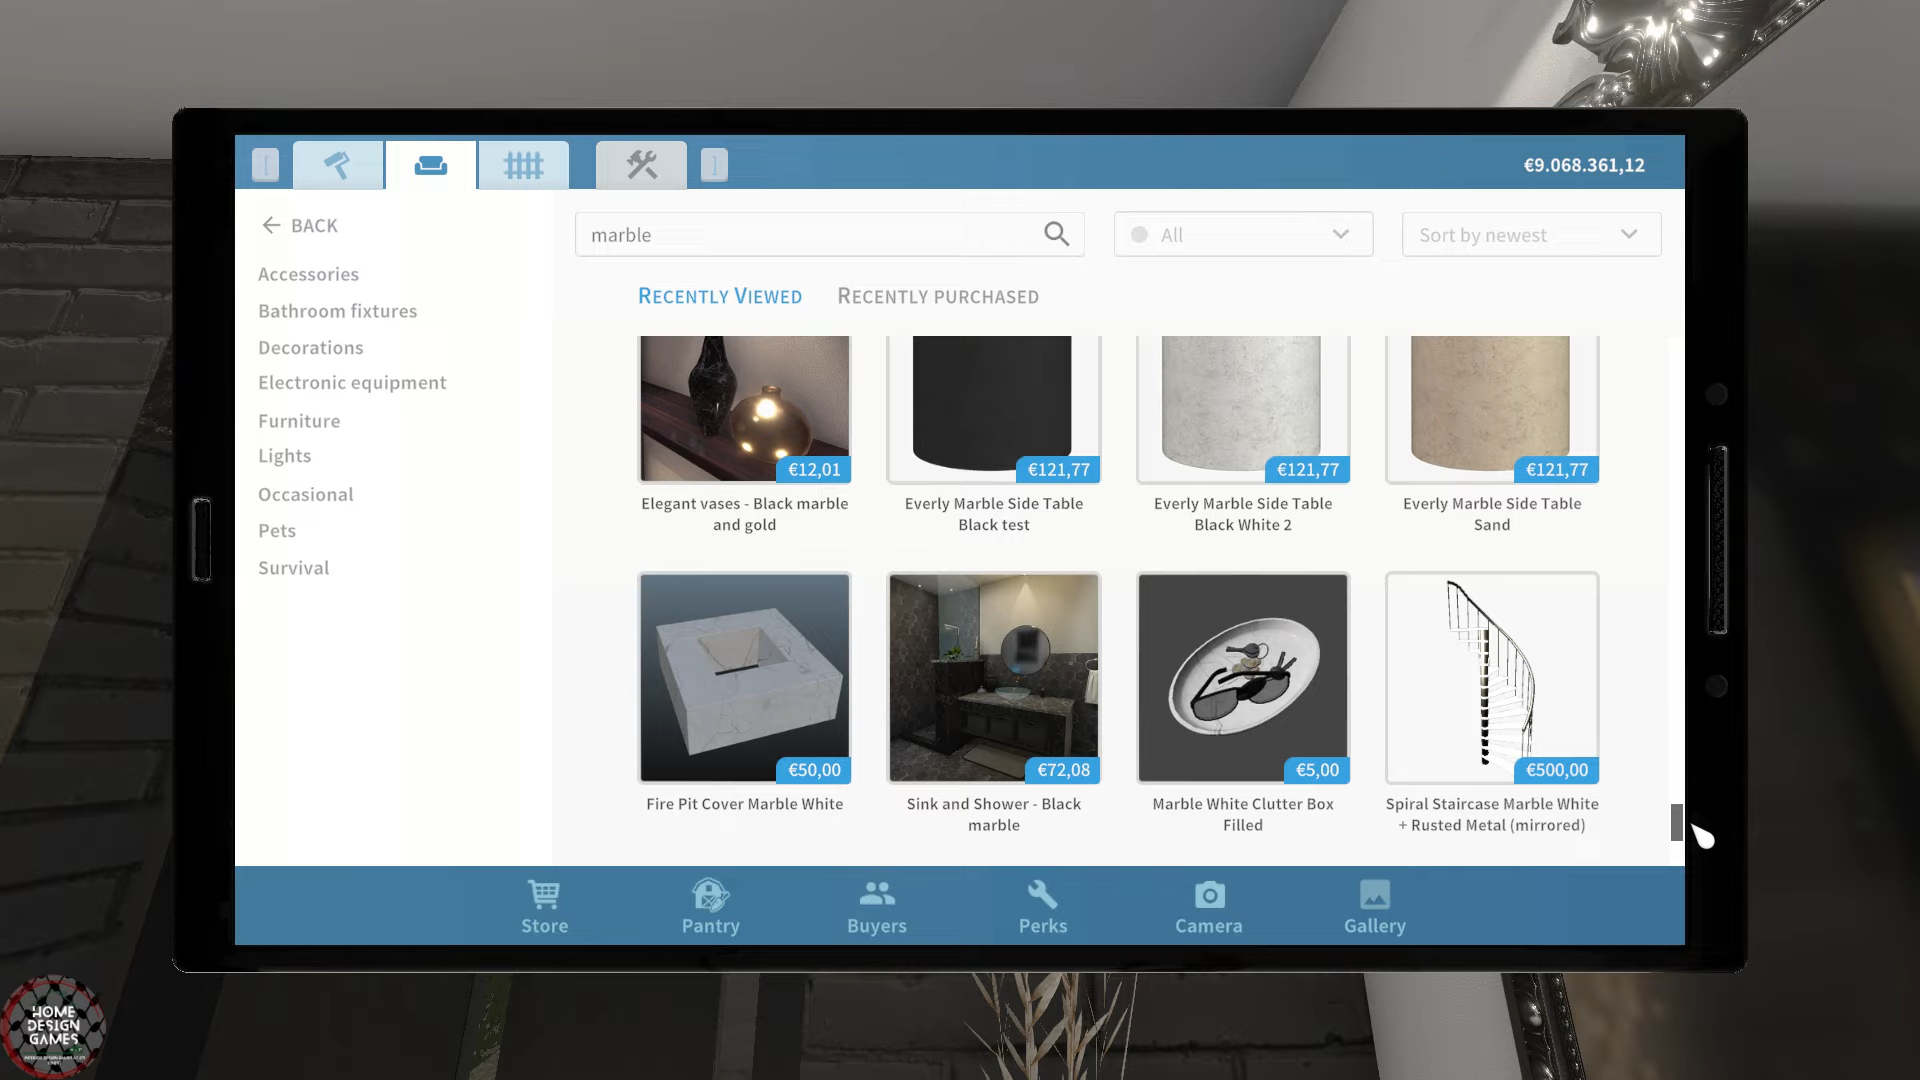 [
]
€9.068.361,12
BACK
marble
All
Sort by newest
Accessories
Bathroom fixtures
Decorations
Electronic equipment
Furniture
Lights
Occasional
Pets
Survival
RECENTLY VIEWED
RECENTLY PURCHASED
€12,01
€121,77
€121,77
€121,77
Elegant vases - Black marble
and gold
Everly Marble Side Table
Black test
Everly Marble Side Table
Black White 2
Everly Marble Side Table
Sand
€50,00
€72,08
€5,00
€500,00
Fire Pit Cover Marble White
Sink and Shower - Black
marble
Marble White Clutter Box
Filled
Spiral Staircase Marble White
+ Rusted Metal (mirrored)
Store
Pantry
Buyers
Perks
Camera
Gallery
HOME
DESIGN
GAMES